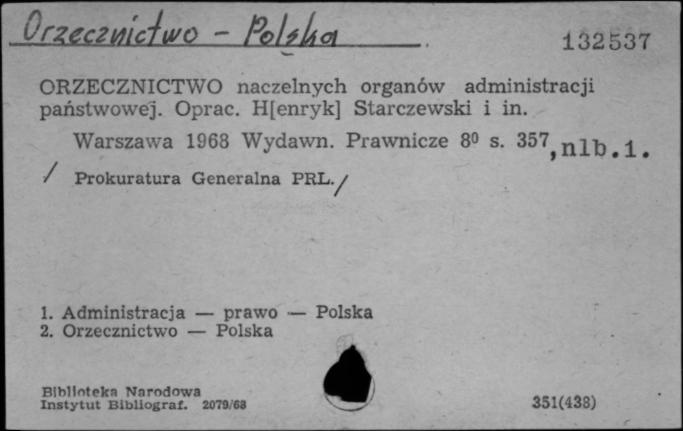 Orzecznictwo – Polska
132537
ORZECZNICTWO naczelnych organów administracji
państwowej. Oprac. H[enryk] Starczewski i in.
Warszawa 1968 Wydawn. Prawnicze 8⁰ s. 357, nlb.1.
/ Prokuratura Generalna PRL./
1. Administracja — prawo — Polska
2. Orzecznictwo — Polska
Biblioteka Narodowa
Instytut Bibliograf. 2079/68
351(438)